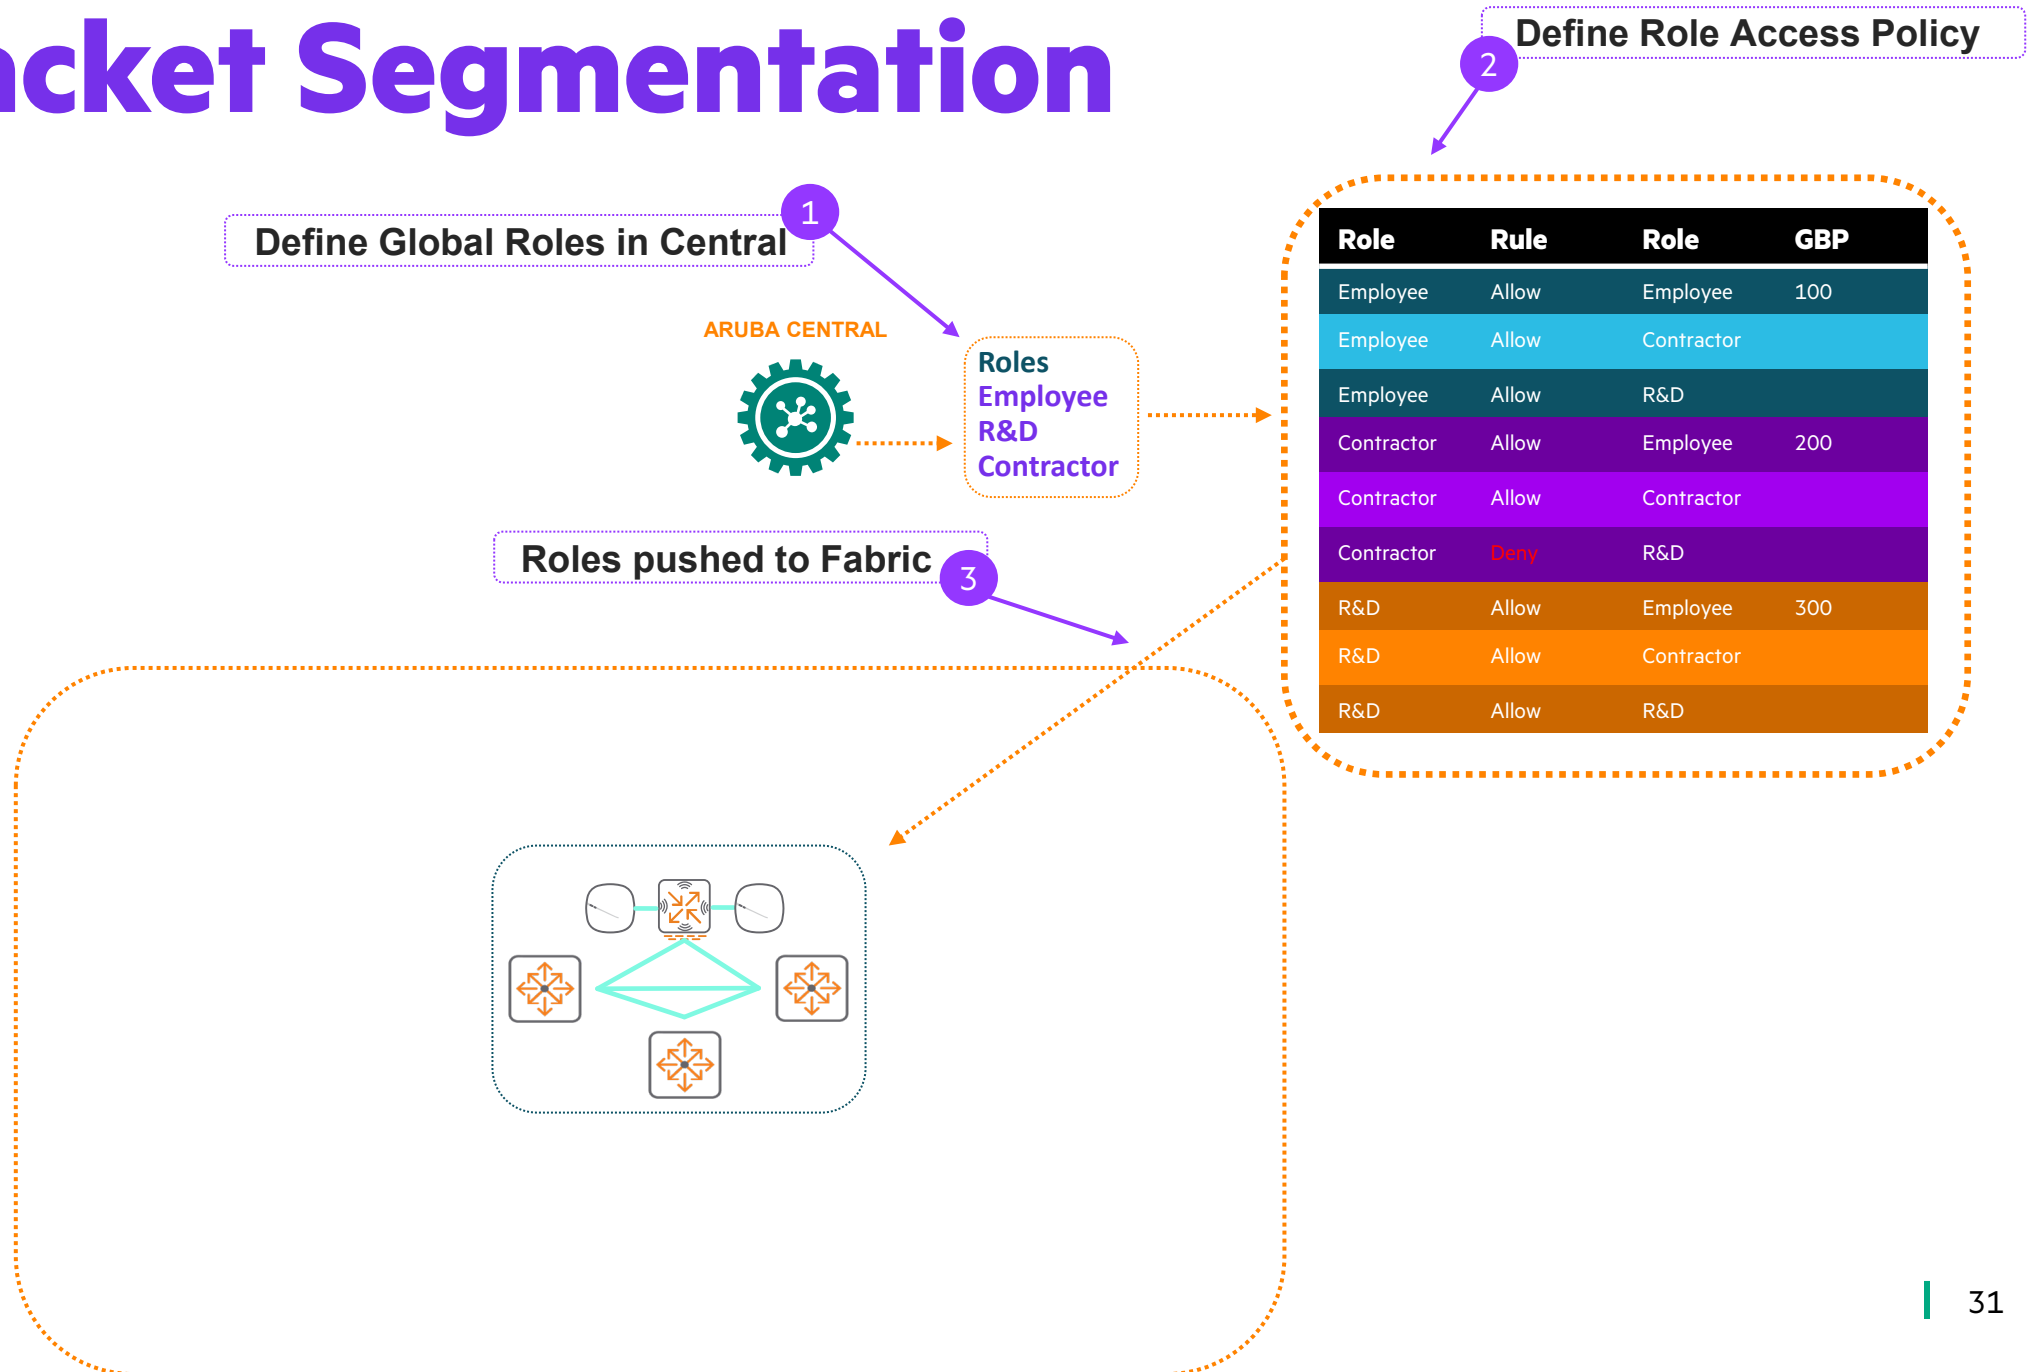 acket Segmentation
2
Define Role Access Policy
1
Define Global Roles in Central
ARUBA CENTRAL
Roles
Employee
R&D
Contractor
Role Rule Role GBP
Employee Allow Employee 100
Employee Allow Contractor
Employee Allow R&D
Contractor Allow Employee 200
Contractor Allow Contractor
Contractor Deny R&D
R&D Allow Employee 300
R&D Allow Contractor
R&D Allow R&D
Roles pushed to Fabric
3
31